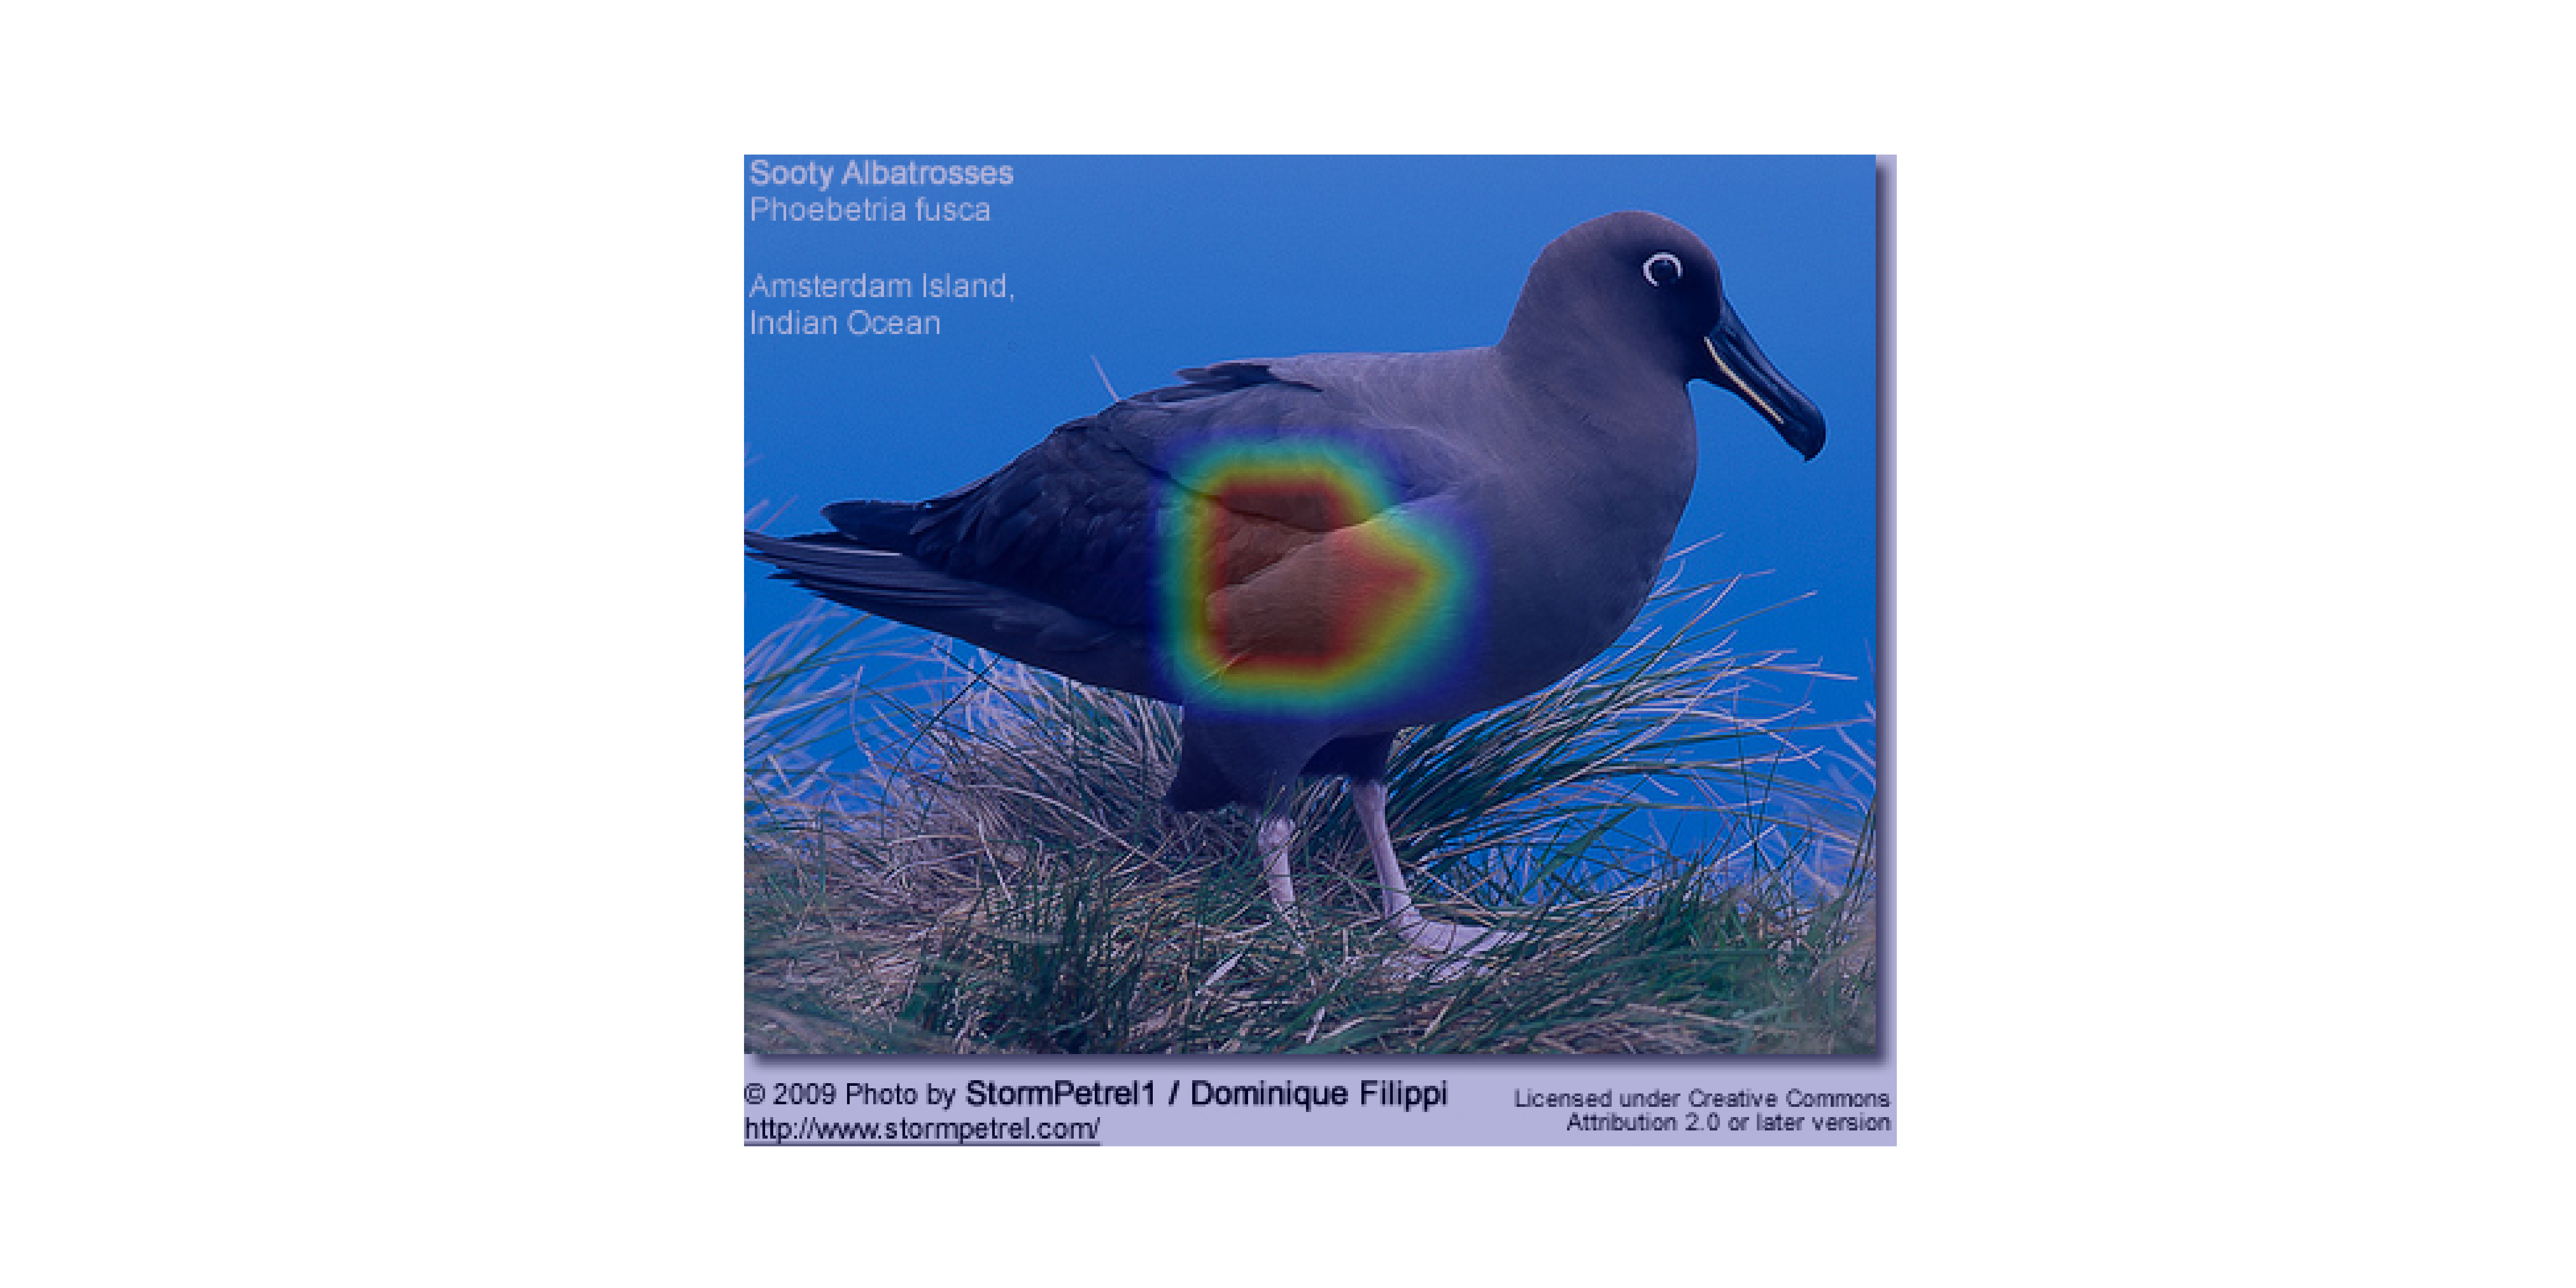 Sooty Albatrosses
Phoebetria fusca
Amsterdam Island,
Indian Ocean
© 2009 Photo by StormPetrel1 / Dominique Filippi
http://www.stormpetrel.com/
Licensed under Creative Commons
Attribution 2.0 or later version